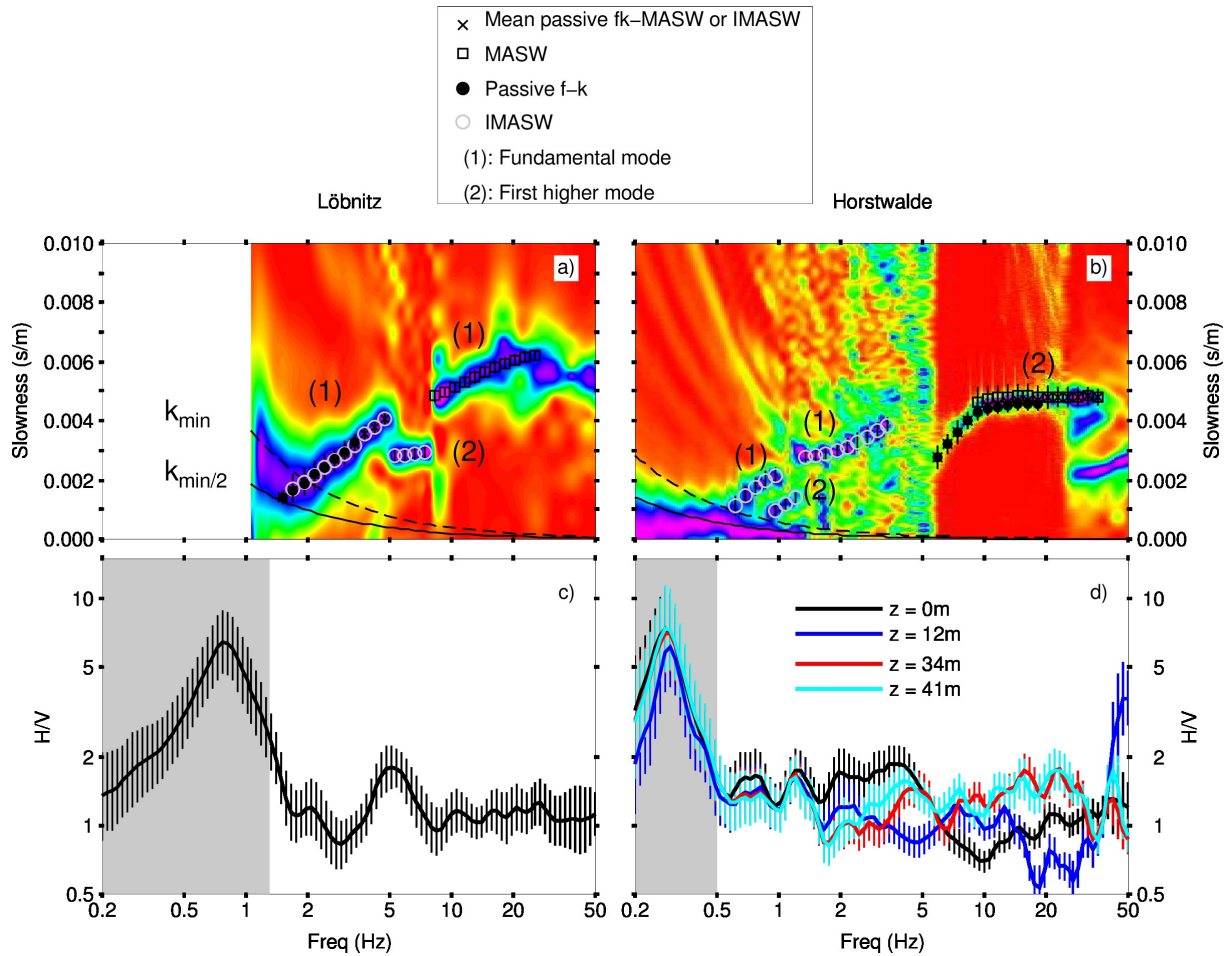 Mean passive fk−MASW or IMASW
MASW
Passive f−k
IMASW
(1): Fundamental mode
(2): First higher mode
Löbnitz
Horstwalde
0.010
0.008
0.006
0.004
0.002
0.000
Slowness (s/m)
a)
(1)
(1)
(2)
kmin
kmin/2
b)
(2)
(1)
(1)
(2)
0.010
0.008
0.006
0.004
0.002
0.000
Slowness (s/m)
c)
10
5
2
1
0.5
H/V
0.2 0.5 1 2 5 10 20 50
Freq (Hz)
d)
z = 0m
z = 12m
z = 34m
z = 41m
10
5
2
1
0.5
H/V
0.2 0.5 1 2 5 10 20 50
Freq (Hz)